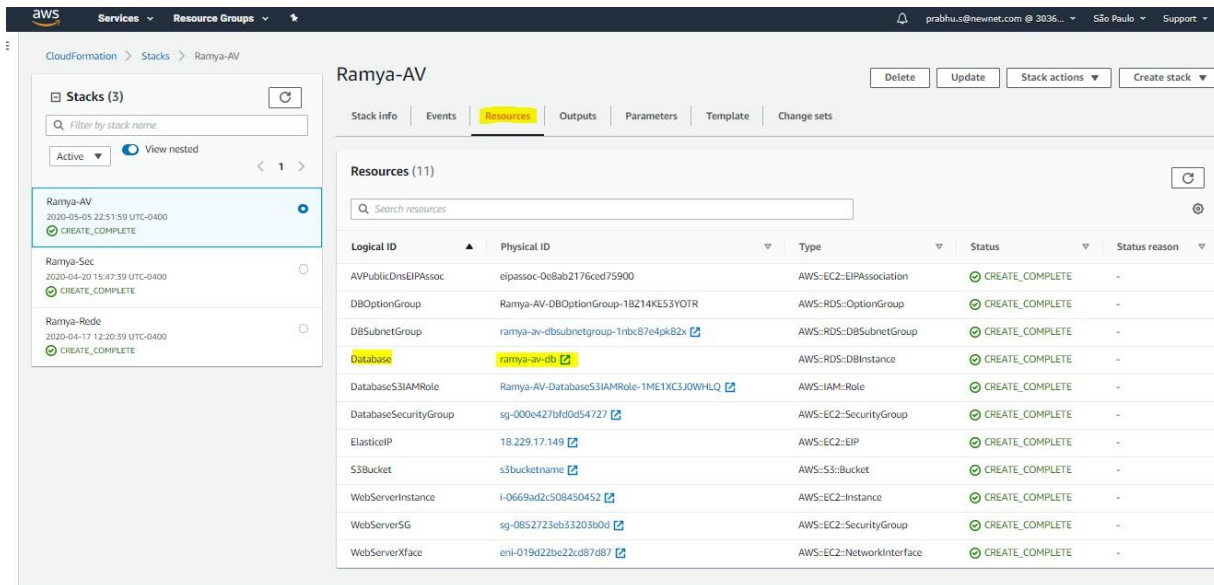 aws Services Resource Groups prabhu.s@newnet.com @ 3036... São Paulo Support
CloudFormation > Stacks > Ramya-AV
Stacks (3)
Filter by stack name
Active View nested
< 1 >
Ramya-AV
2020-05-05 22:51:59 UTC-0400
CREATE_COMPLETE
Ramya-Sec
2020-04-20 15:47:39 UTC-0400
CREATE_COMPLETE
Ramya-Rede
2020-04-17 12:20:39 UTC-0400
CREATE_COMPLETE
Ramya-AV
Delete Update Stack actions Create stack
Stack info Events Resources Outputs Parameters Template Change sets
Resources (11)
Search resources
Logical ID Physical ID Type Status Status reason
AVPublicDnsEIPAssoc eipassoc-0e8ab2176ced75900 AWS::EC2::EIPAssociation CREATE_COMPLETE -
DBOptionGroup Ramya-AV-DBOptionGroup-1BZ14KE53YOTR AWS::RDS::OptionGroup CREATE_COMPLETE -
DBSubnetGroup ramya-av-dbsubnetgroup-1nbc87e4pk82x AWS::RDS::DBSubnetGroup CREATE_COMPLETE -
Database ramya-av-db AWS::RDS::DBInstance CREATE_COMPLETE -
DatabaseS3IAMRole Ramya-AV-DatabaseS3IAMRole-1ME1XC3J0WHLQ AWS::IAM::Role CREATE_COMPLETE -
DatabaseSecurityGroup sg-000e427bfd0d54727 AWS::EC2::SecurityGroup CREATE_COMPLETE -
ElasticeIP 18.229.17.149 AWS::EC2::EIP CREATE_COMPLETE -
S3Bucket s3bucketname AWS::S3::Bucket CREATE_COMPLETE -
WebServerInstance i-0669ad2c508450452 AWS::EC2::Instance CREATE_COMPLETE -
WebServerSG sg-0852723eb33203b0d AWS::EC2::SecurityGroup CREATE_COMPLETE -
WebServerXface eni-019d22be22cd87d87 AWS::EC2::NetworkInterface CREATE_COMPLETE -